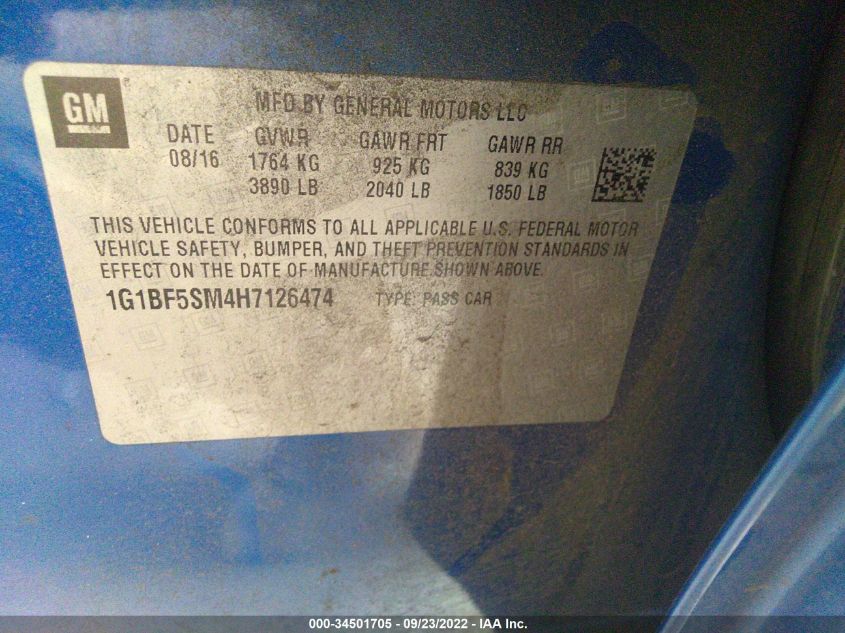 GM
MFD BY GENERAL MOTORS LLC
DATE GVWR GAWR FRT GAWR RR
08/16 1764 KG 925 KG 839 KG
3890 LB 2040 LB 1850 LB
THIS VEHICLE CONFORMS TO ALL APPLICABLE U.S. FEDERAL MOTOR
VEHICLE SAFETY, BUMPER, AND THEFT PREVENTION STANDARDS IN
EFFECT ON THE DATE OF MANUFACTURE SHOWN ABOVE.
1G1BF5SM4H7126474 TYPE: PASS CAR
000-34501705 - 09/23/2022 - IAA Inc.